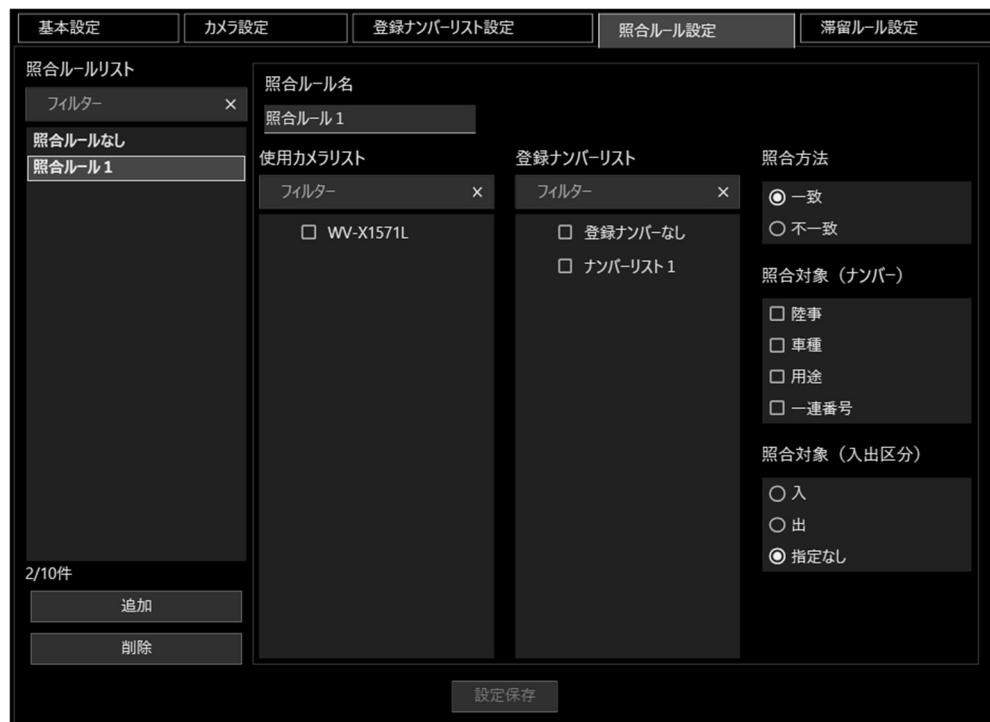 基本設定
カメラ設定
登録ナンバーリスト設定
照合ルール設定
滞留ルール設定
照合ルールリスト
フィルター ×
照合ルールなし
照合ルール 1
2/10件
追加
削除
照合ルール名
照合ルール 1
使用カメラリスト
フィルター ×
WV-X1571L
登録ナンバーリスト
フィルター ×
登録ナンバーなし
ナンバーリスト 1
照合方法
一致
不一致
照合対象（ナンバー）
陸事
車種
用途
一連番号
照合対象（入出区分）
入
出
指定なし
設定保存